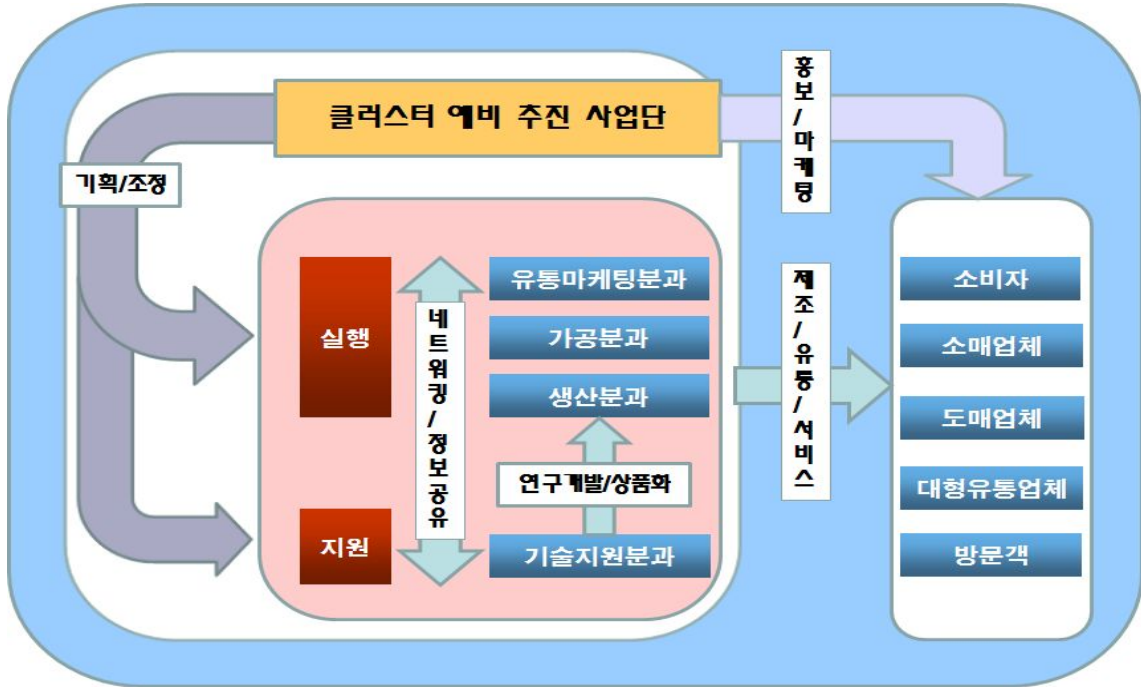 클러스터 예비 추진 사업단
홍보/마케팅
기획/조정
실행
네트워킹/정보공유
유통마케팅분과
가공분과
생산분과
연구개발/상품화
지원
기술지원분과
제조/유통/서비스
소비자
소매업체
도매업체
대형유통업체
방문객